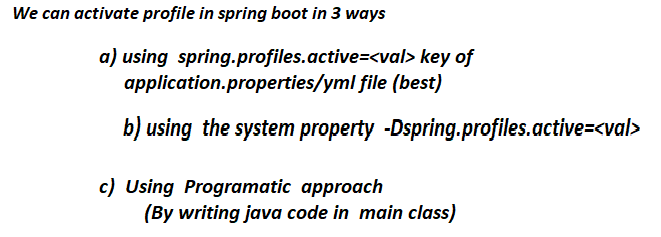 We can activate profile in spring boot in 3 ways
a) using spring.profiles.active=<val> key of
application.properties/yml file (best)
b) using the system property -Dspring.profiles.active=<val>
c) Using Programatic approach
(By writing java code in main class)